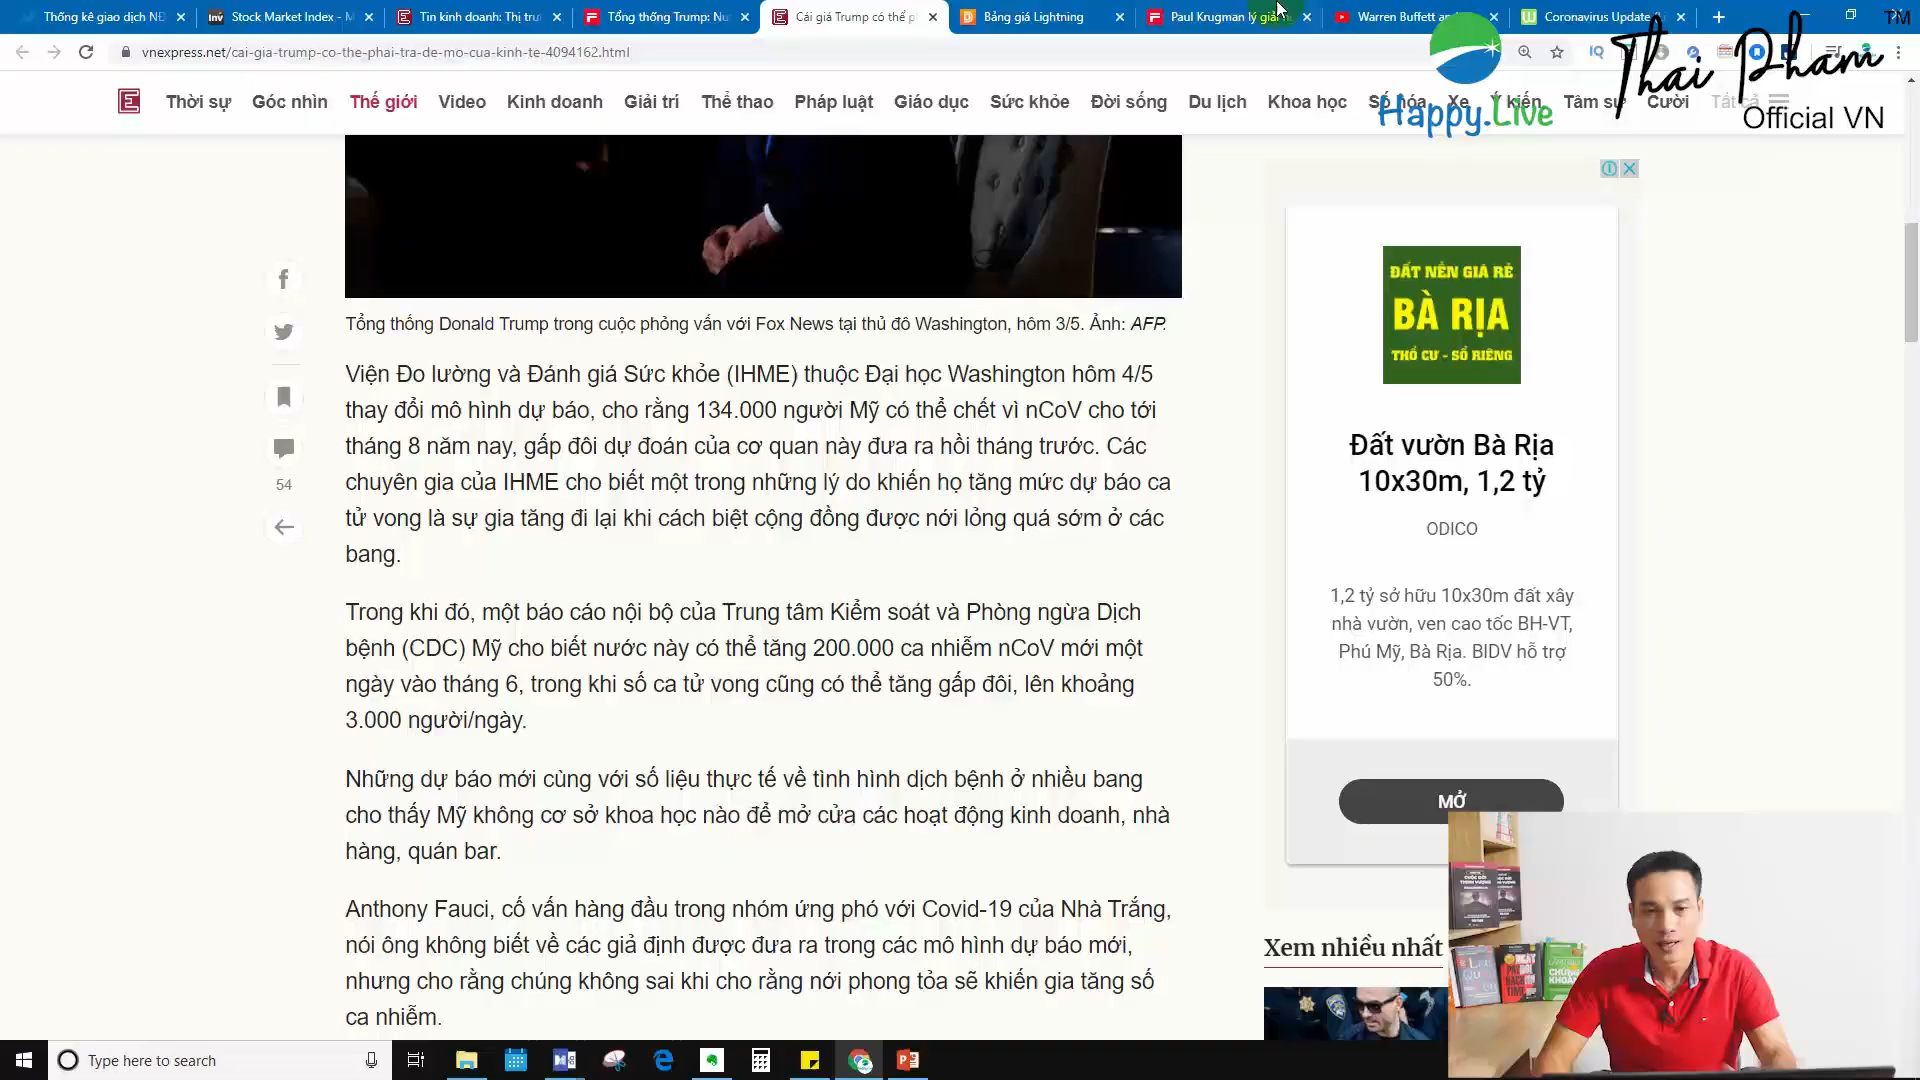 Thống kê giao dịch NĐ
Stock Market Index - M
Tin kinh doanh: Thị trư
Tổng thống Trump: Nư
Cái giá Trump có thể p
Bảng giá Lightning
Paul Krugman lý giải
Warren Buffett an
Coronavirus Update (L
vnexpress.net/cai-gia-trump-co-the-phai-tra-de-mo-cua-kinh-te-4094162.html
Thai Pham
TM
Official VN
Happy.Live
Thời sự
Góc nhìn
Thế giới
Video
Kinh doanh
Giải trí
Thể thao
Pháp luật
Giáo dục
Sức khỏe
Đời sống
Du lịch
Khoa học
Số hóa
Xe
Ý kiến
Tâm sự
Cười
Tất cả
54
Tổng thống Donald Trump trong cuộc phỏng vấn với Fox News tại thủ đô Washington, hôm 3/5. Ảnh: AFP.
Viện Đo lường và Đánh giá Sức khỏe (IHME) thuộc Đại học Washington hôm 4/5
thay đổi mô hình dự báo, cho rằng 134.000 người Mỹ có thể chết vì nCoV cho tới
tháng 8 năm nay, gấp đôi dự đoán của cơ quan này đưa ra hồi tháng trước. Các
chuyên gia của IHME cho biết một trong những lý do khiến họ tăng mức dự báo ca
tử vong là sự gia tăng đi lại khi cách biệt cộng đồng được nới lỏng quá sớm ở các
bang.
Trong khi đó, một báo cáo nội bộ của Trung tâm Kiểm soát và Phòng ngừa Dịch
bệnh (CDC) Mỹ cho biết nước này có thể tăng 200.000 ca nhiễm nCoV mới một
ngày vào tháng 6, trong khi số ca tử vong cũng có thể tăng gấp đôi, lên khoảng
3.000 người/ngày.
Những dự báo mới cùng với số liệu thực tế về tình hình dịch bệnh ở nhiều bang
cho thấy Mỹ không cơ sở khoa học nào để mở cửa các hoạt động kinh doanh, nhà
hàng, quán bar.
Anthony Fauci, cố vấn hàng đầu trong nhóm ứng phó với Covid-19 của Nhà Trắng,
nói ông không biết về các giả định được đưa ra trong các mô hình dự báo mới,
nhưng cho rằng chúng không sai khi cho rằng nới phong tỏa sẽ khiến gia tăng số
ca nhiễm.
ĐẤT NỀN GIÁ RẺ
BÀ RỊA
THỔ CƯ - SỔ RIÊNG
Đất vườn Bà Rịa
10x30m, 1,2 tỷ
ODICO
1,2 tỷ sở hữu 10x30m đất xây
nhà vườn, ven cao tốc BH-VT,
Phú Mỹ, Bà Rịa. BIDV hỗ trợ
50%.
MỞ
Xem nhiều nhất
Type here to search